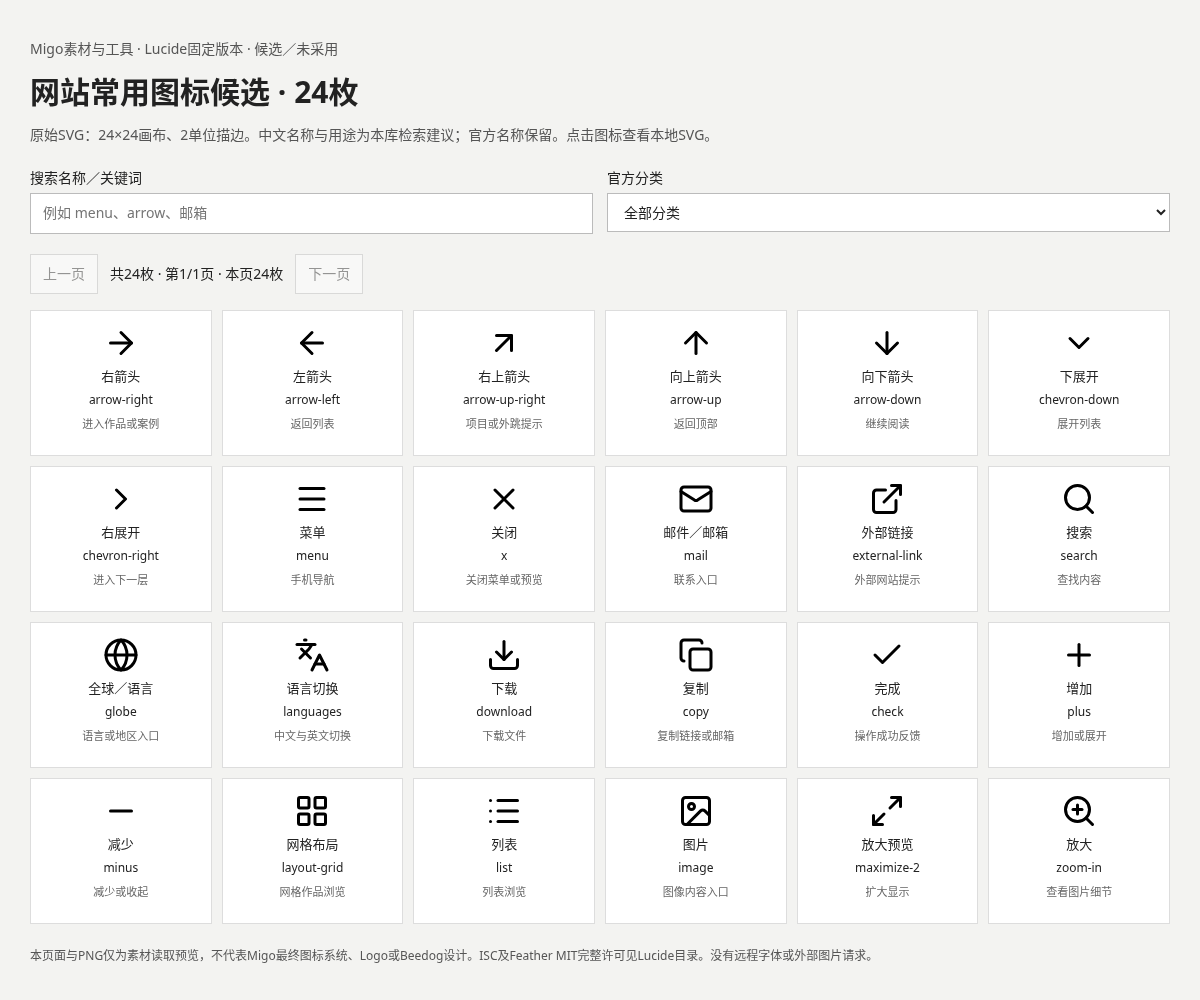 Migo素材与工具 · Lucide固定版本 · 候选／未采用
网站常用图标候选 · 24枚
原始SVG：24×24画布、2单位描边。中文名称与用途为本库检索建议；官方名称保留。点击图标查看本地SVG。
搜索名称／关键词
官方分类
例如 menu、arrow、邮箱
全部分类
上一页
共24枚 · 第1/1页 · 本页24枚
下一页
右箭头
arrow-right
进入作品或案例
左箭头
arrow-left
返回列表
右上箭头
arrow-up-right
项目或外跳提示
向上箭头
arrow-up
返回顶部
向下箭头
arrow-down
继续阅读
下展开
chevron-down
展开列表
右展开
chevron-right
进入下一层
菜单
menu
手机导航
关闭
x
关闭菜单或预览
邮件／邮箱
mail
联系入口
外部链接
external-link
外部网站提示
搜索
search
查找内容
全球／语言
globe
语言或地区入口
语言切换
languages
中文与英文切换
下载
download
下载文件
复制
copy
复制链接或邮箱
完成
check
操作成功反馈
增加
plus
增加或展开
减少
minus
减少或收起
网格布局
layout-grid
网格作品浏览
列表
list
列表浏览
图片
image
图像内容入口
放大预览
maximize-2
扩大显示
放大
zoom-in
查看图片细节
本页面与PNG仅为素材读取预览，不代表Migo最终图标系统、Logo或Beedog设计。ISC及Feather MIT完整许可见Lucide目录。没有远程字体或外部图片请求。